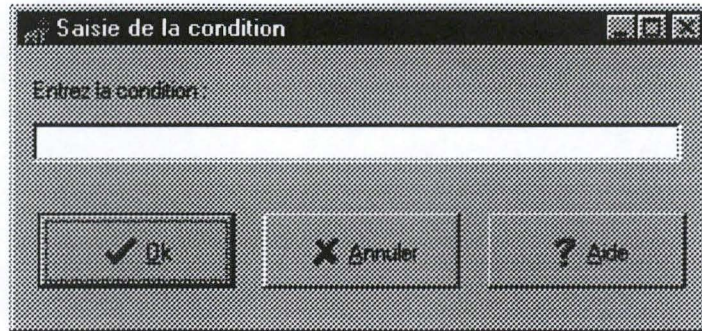 Saisie de la condition
Entrez la condition :
Ok
Annuler
Aide